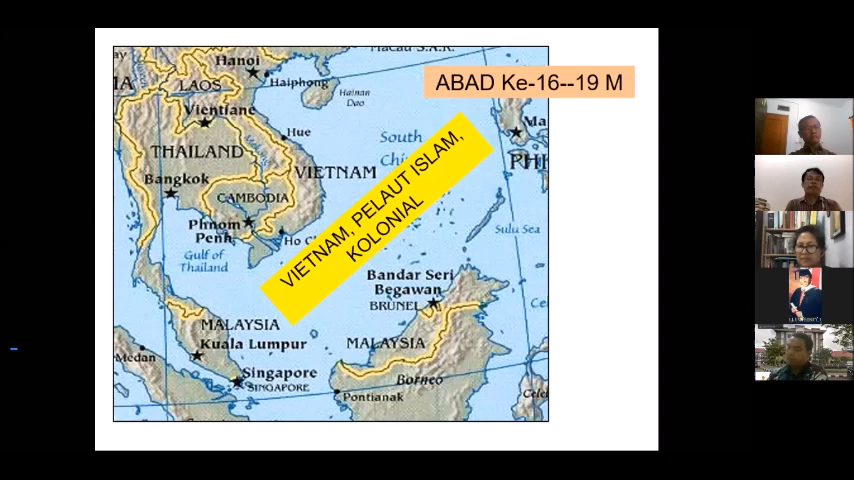 Macau S.A.R.
Hanoi
Haiphong
LAOS
Hainan
Dao
Vientiane
ABAD Ke-16--19 M
Hue
South
THAILAND
VIETNAM
Bangkok
CAMBODIA
Phnom
Penh
Gulf of
Thailand
Sulu Sea
VIETNAM, PELAUT ISLAM,
KOLONIAL
Bandar Seri
Begawan
BRUNEI
MALAYSIA
Kuala Lumpur
MALAYSIA
Medan
Singapore
SINGAPORE
Borneo
Pontianak